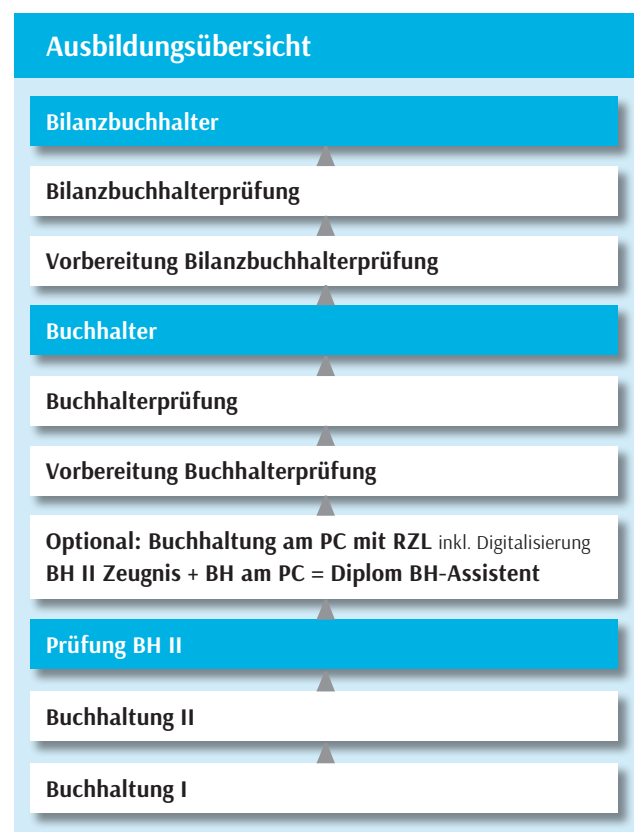 Ausbildungsübersicht
Bilanzbuchhalter
Bilanzbuchhalterprüfung
Vorbereitung Bilanzbuchhalterprüfung
Buchhalter
Buchhalterprüfung
Vorbereitung Buchhalterprüfung
Optional: Buchhaltung am PC mit RZL inkl. Digitalisierung
BH II Zeugnis + BH am PC = Diplom BH-Assistent
Prüfung BH II
Buchhaltung II
Buchhaltung I